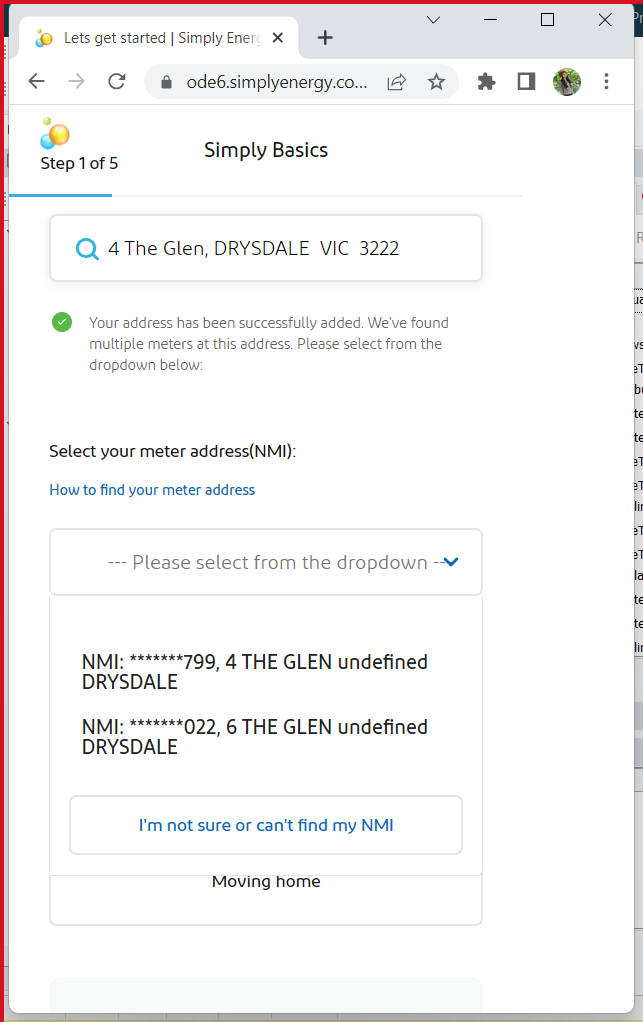 Lets get started | Simply Energ
ode6.simplyenergy.co...
Step 1 of 5
Simply Basics
4 The Glen, DRYSDALE VIC 3222
Your address has been successfully added. We've found
multiple meters at this address. Please select from the
dropdown below:
Select your meter address(NMI):
How to find your meter address
--- Please select from the dropdown --
NMI: *******799, 4 THE GLEN undefined
DRYSDALE
NMI: *******022, 6 THE GLEN undefined
DRYSDALE
I'm not sure or can't find my NMI
Moving home